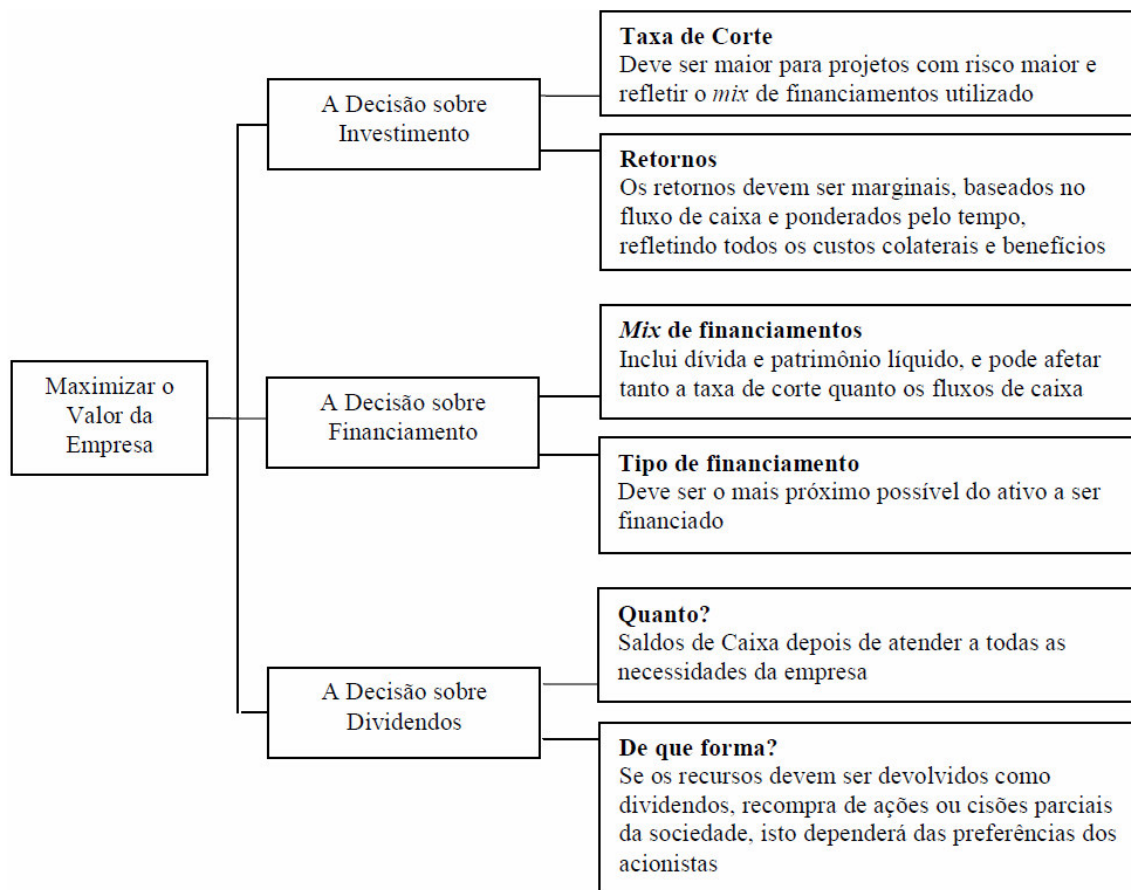 Maximizar o
Valor da
Empresa
A Decisão sobre
Investimento
Taxa de Corte
Deve ser maior para projetos com risco maior e
refletir o mix de financiamentos utilizado
Retornos
Os retornos devem ser marginais, baseados no
fluxo de caixa e ponderados pelo tempo,
refletindo todos os custos colaterais e benefícios
A Decisão sobre
Financiamento
Mix de financiamentos
Inclui dívida e patrimônio líquido, e pode afetar
tanto a taxa de corte quanto os fluxos de caixa
Tipo de financiamento
Deve ser o mais próximo possível do ativo a ser
financiado
A Decisão sobre
Dividendos
Quanto?
Saldos de Caixa depois de atender a todas as
necessidades da empresa
De que forma?
Se os recursos devem ser devolvidos como
dividendos, recompra de ações ou cisões parciais
da sociedade, isto dependerá das preferências dos
acionistas